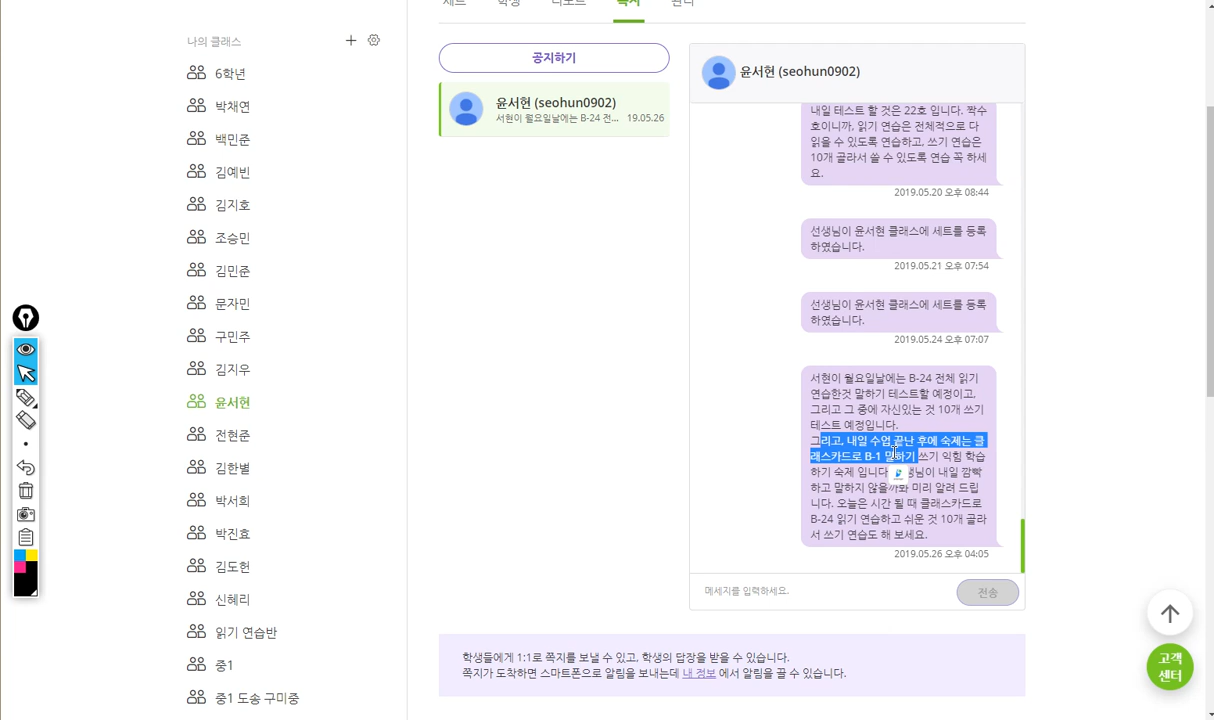 세트 학생 리포트 쪽지 관리
나의 클래스
6학년
박채연
백민준
김예빈
김지호
조승민
김민준
문자민
구민주
김지우
윤서현
전현준
김한별
박서희
박진효
김도헌
신혜리
읽기 연습반
중1
중1 도송 구미중
공지하기
윤서현 (seohun0902)
서현이 월요일날에는 B-24 전... 19.05.26
윤서현 (seohun0902)
내일 테스트 할 것은 22호 입니다. 짝수
호이니까, 읽기 연습은 전체적으로 다
읽을 수 있도록 연습하고, 쓰기 연습은
10개 골라서 쓸 수 있도록 연습 꼭 하세
요.
2019.05.20 오후 08:44
선생님이 윤서현 클래스에 세트를 등록
하였습니다.
2019.05.21 오후 07:54
선생님이 윤서현 클래스에 세트를 등록
하였습니다.
2019.05.24 오후 07:07
서현이 월요일날에는 B-24 전체 읽기
연습한것 말하기 테스트할 예정이고,
그리고 그 중에 자신있는 것 10개 쓰기
테스트 예정입니다.
그리고, 내일 수업 끝난 후에 숙제는 클
래스카드로 B-1 말하기 쓰기 익힘 학습
하기 숙제 입니다 생님이 내일 깜빡
하고 말하지 않을까봐 미리 알려 드립
니다. 오늘은 시간 될 때 클래스카드로
B-24 읽기 연습하고 쉬운 것 10개 골라
서 쓰기 연습도 해 보세요.
2019.05.26 오후 04:05
메세지를 입력하세요.
전송
학생들에게 1:1로 쪽지를 보낼 수 있고, 학생의 답장을 받을 수 있습니다.
쪽지가 도착하면 스마트폰으로 알림을 보내는데 내 정보 에서 알림을 끌 수 있습니다.
고객
센터